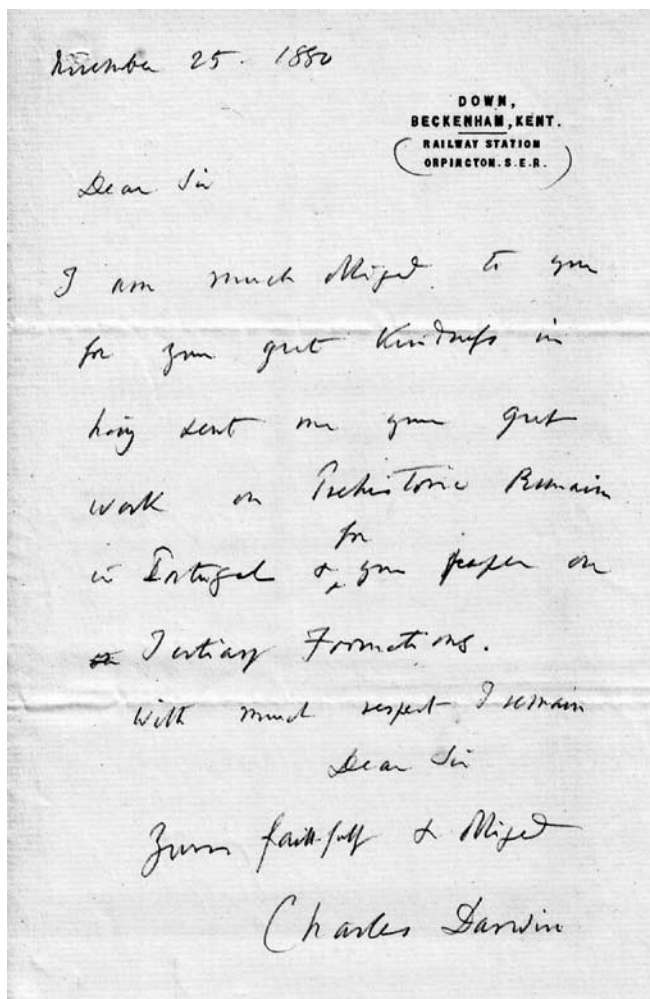 November 25. 1880
DOWN,
BECKENHAM, KENT.
(RAILWAY STATION
ORPINGTON. S.E.R.)
Dear Sir
I am much obliged to you
for your great kindness in
having sent me your great
work on Prehistoric Remains
in Portugal & for your paper on
Tertiary Formations.
With much respect I remain
Dear Sir
Yours faithfully & obliged
Charles Darwin